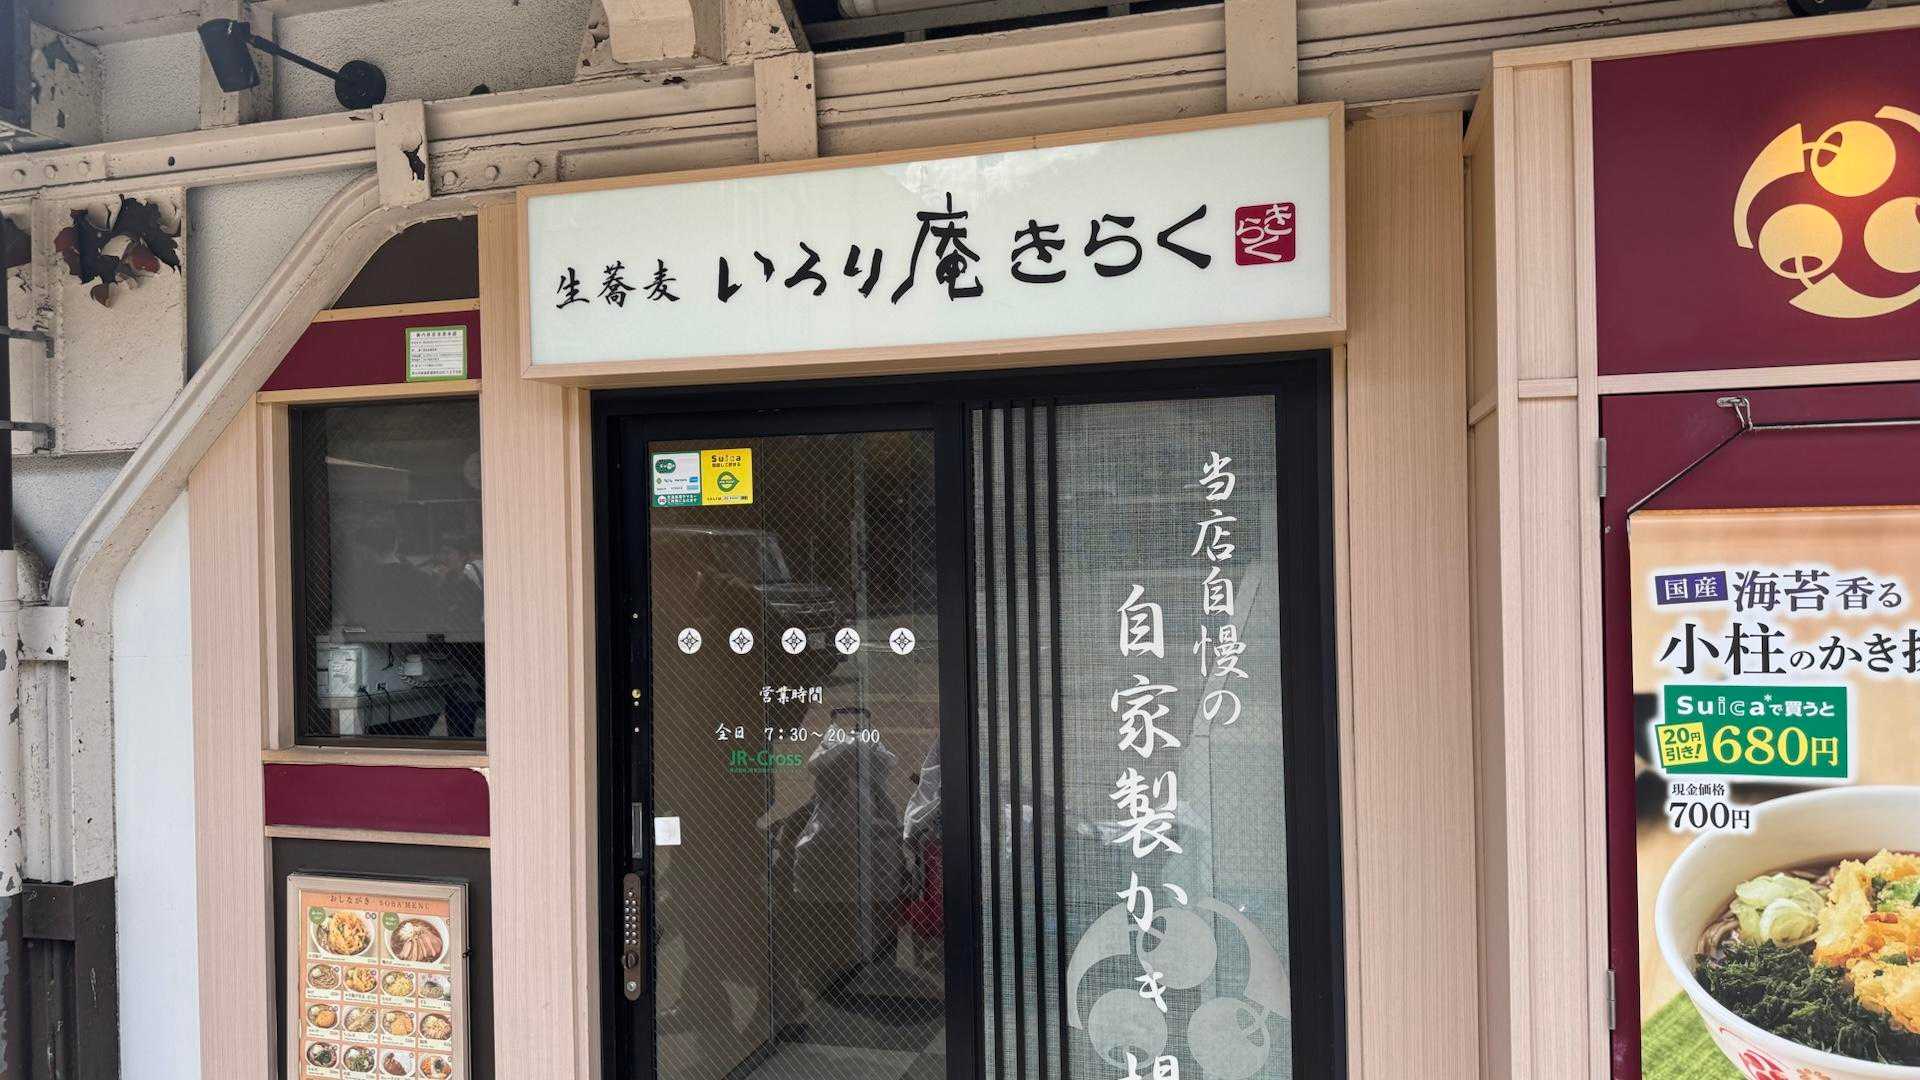 生蕎麦 いろり庵 きらく
きらく
Suica
営業時間
全日 7:30～20:00
JR-Cross
当店自慢の
自家製かき揚
おしながき SOBA MENU
国産 海苔香る
小柱のかき揚
Suicaで買うと
20円引き!
680円
現金価格
700円